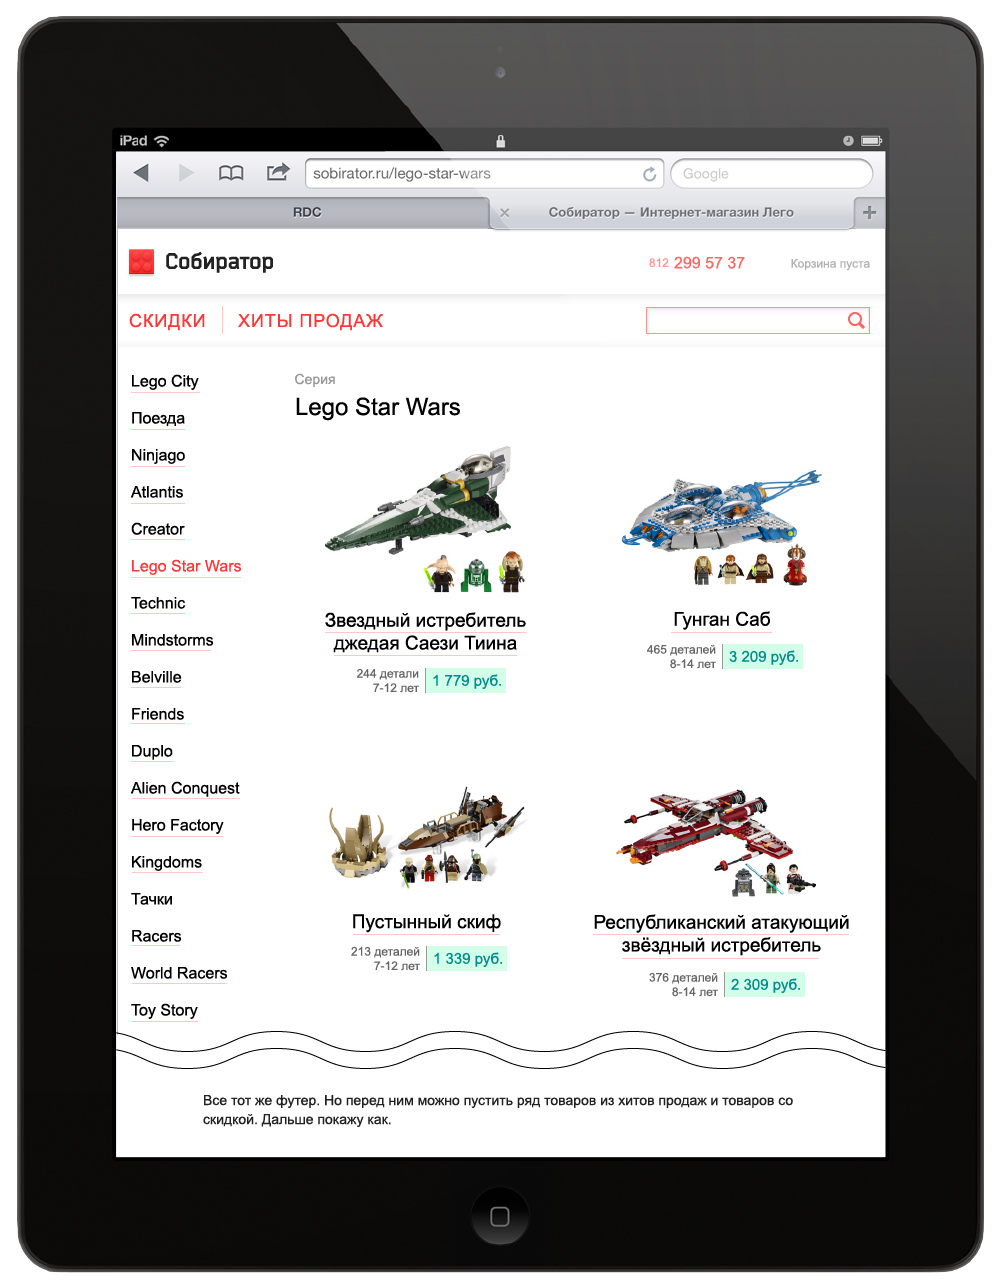 iPad
sobirator.ru/lego-star-wars
Google
RDC
Собиратор — Интернет-магазин Лего
Собиратор
812 299 57 37
Корзина пуста
СКИДКИ
ХИТЫ ПРОДАЖ
Lego City
Поезда
Ninjago
Atlantis
Creator
Lego Star Wars
Technic
Mindstorms
Belville
Friends
Duplo
Alien Conquest
Hero Factory
Kingdoms
Тачки
Racers
World Racers
Toy Story
Серия
Lego Star Wars
Звездный истребитель
джедая Саези Тиина
244 детали
7-12 лет
1 779 руб.
Гунган Саб
465 деталей
8-14 лет
3 209 руб.
Пустынный скиф
213 деталей
7-12 лет
1 339 руб.
Республиканский атакующий
звёздный истребитель
376 деталей
8-14 лет
2 309 руб.
Все тот же футер. Но перед ним можно пустить ряд товаров из хитов продаж и товаров со
скидкой. Дальше покажу как.